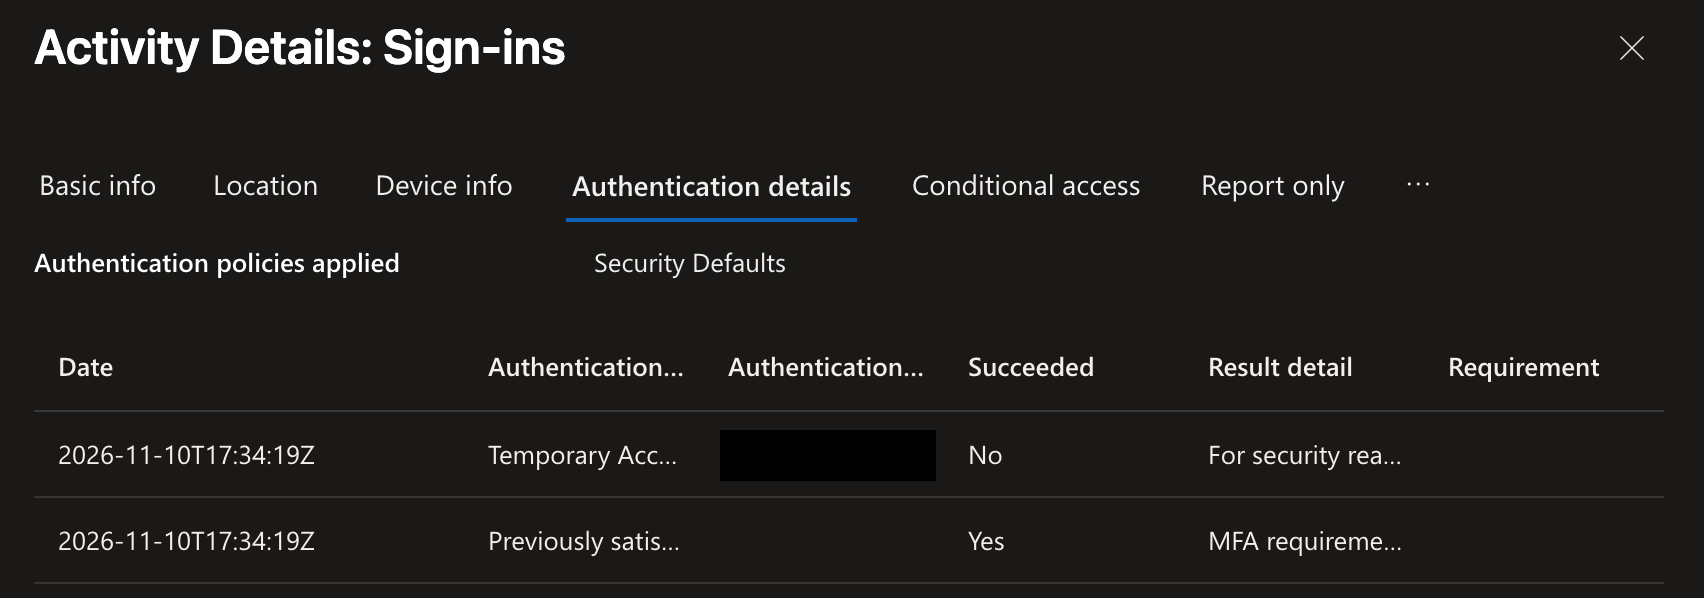 Activity Details: Sign-ins
Basic info Location Device info Authentication details Conditional access Report only ...
Authentication policies applied Security Defaults
Date Authentication... Authentication... Succeeded Result detail Requirement
2026-11-10T17:34:19Z Temporary Acc... No For security rea...
2026-11-10T17:34:19Z Previously satis... Yes MFA requireme...